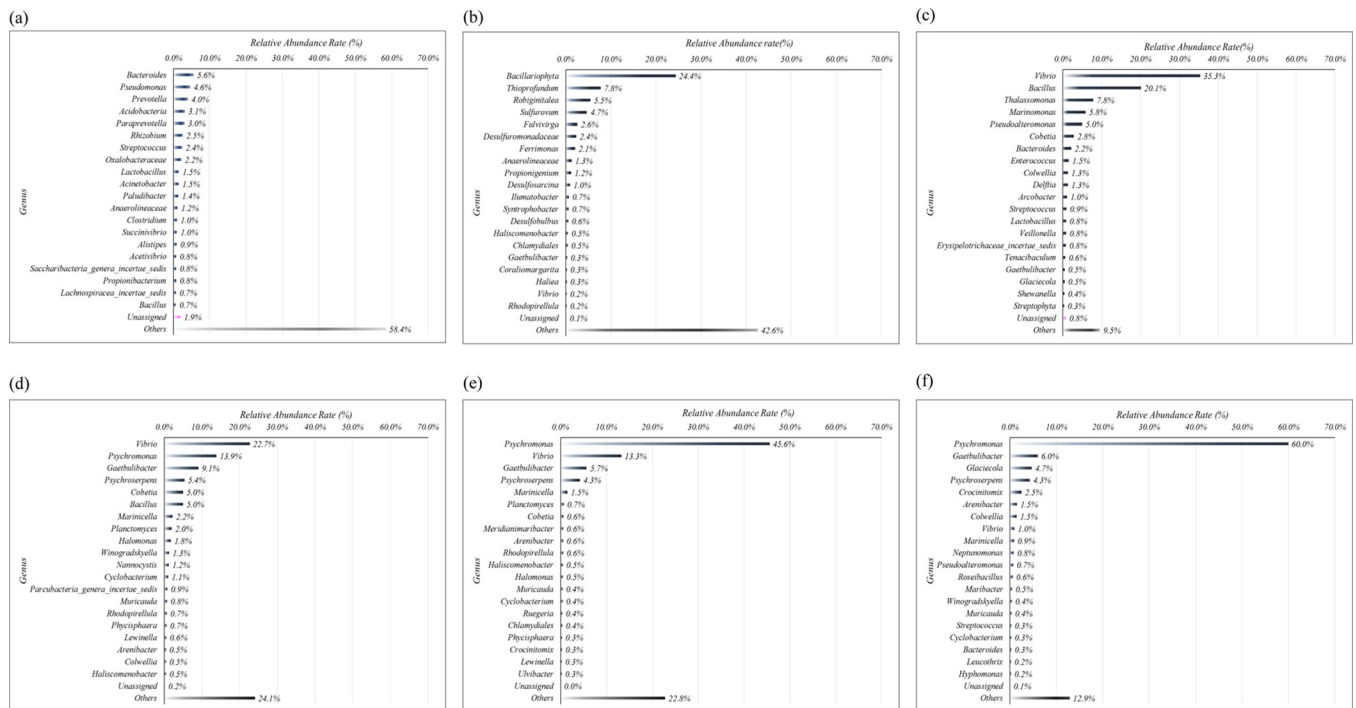 (a)
Relative Abundance Rate (%)
0.0% 10.0% 20.0% 30.0% 40.0% 50.0% 60.0% 70.0%
Genus
Bacteroides 5.6%
Pseudomonas 4.6%
Prevotella 4.0%
Acidobacteria 3.1%
Paraprevotella 3.0%
Rhizobium 2.5%
Streptococcus 2.4%
Oxalobacteraceae 2.2%
Lactobacillus 1.5%
Acinetobacter 1.5%
Paludibacter 1.4%
Anaerolineaceae 1.2%
Clostridium 1.0%
Succinivibrio 1.0%
Alistipes 0.9%
Acetivibrio 0.8%
Saccharibacteria_genera_incertae_sedis 0.8%
Propionibacterium 0.8%
Lachnospiracea_incertae_sedis 0.7%
Bacillus 0.7%
Unassigned 1.9%
Others 58.4%
(b)
Relative Abundance rate(%)
0.0% 10.0% 20.0% 30.0% 40.0% 50.0% 60.0% 70.0%
Genus
Bacillariophyta 24.4%
Thioprofundum 7.8%
Robiginitalea 5.5%
Sulfurovum 4.7%
Fulvivirga 2.6%
Desulfuromonadaceae 2.4%
Ferrimonas 2.1%
Anaerolineaceae 1.3%
Propionigenium 1.2%
Desulfosarcina 1.0%
Ilumatobacter 0.7%
Syntrophobacter 0.7%
Desulfobulbus 0.6%
Haliscomenobacter 0.5%
Chlamydiales 0.5%
Gaetbulibacter 0.3%
Coraliomargarita 0.3%
Haliea 0.3%
Vibrio 0.2%
Rhodopirellula 0.2%
Unassigned 0.1%
Others 42.6%
(c)
Relative Abundance Rate(%)
0.0% 10.0% 20.0% 30.0% 40.0% 50.0% 60.0% 70.0%
Genus
Vibrio 35.3%
Bacillus 20.1%
Thalassomonas 7.8%
Marinomonas 5.8%
Pseudoalteromonas 5.0%
Cobetia 2.8%
Bacteroides 2.2%
Enterococcus 1.5%
Colwellia 1.3%
Delftia 1.3%
Arcobacter 1.0%
Streptococcus 0.9%
Lactobacillus 0.8%
Veillonella 0.8%
Erysipelotrichaceae_incertae_sedis 0.8%
Tenacibaculum 0.6%
Gaetbulibacter 0.5%
Glaciecola 0.5%
Shewanella 0.4%
Streptophyta 0.3%
Unassigned 0.8%
Others 9.5%
(d)
Relative Abundance Rate (%)
0.0% 10.0% 20.0% 30.0% 40.0% 50.0% 60.0% 70.0%
Genus
Vibrio 22.7%
Psychromonas 13.9%
Gaetbulibacter 9.1%
Psychroserpens 5.4%
Cobetia 5.0%
Bacillus 5.0%
Marinicella 2.2%
Planctomyces 2.0%
Halomonas 1.8%
Winogradskyella 1.3%
Nannocystis 1.2%
Cyclobacterium 1.1%
Parcubacteria_genera_incertae_sedis 0.9%
Muricauda 0.8%
Rhodopirellula 0.7%
Phycisphaera 0.7%
Lewinella 0.6%
Arenibacter 0.5%
Colwellia 0.5%
Haliscomenobacter 0.5%
Unassigned 0.2%
Others 24.1%
(e)
Relative Abundance Rate (%)
0.0% 10.0% 20.0% 30.0% 40.0% 50.0% 60.0% 70.0%
Genus
Psychromonas 45.6%
Vibrio 13.3%
Gaetbulibacter 5.7%
Psychroserpens 4.3%
Marinicella 1.5%
Planctomyces 0.7%
Cobetia 0.6%
Meridianimaribacter 0.6%
Arenibacter 0.6%
Rhodopirellula 0.6%
Haliscomenobacter 0.5%
Halomonas 0.5%
Muricauda 0.4%
Cyclobacterium 0.4%
Ruegeria 0.4%
Chlamydiales 0.4%
Phycisphaera 0.3%
Crocinitomix 0.3%
Lewinella 0.3%
Ulvibacter 0.3%
Unassigned 0.0%
Others 22.8%
(f)
Relative Abundance Rate (%)
0.0% 10.0% 20.0% 30.0% 40.0% 50.0% 60.0% 70.0%
Genus
Psychromonas 60.0%
Gaetbulibacter 6.0%
Glaciecola 4.7%
Psychroserpens 4.3%
Crocinitomix 2.5%
Arenibacter 1.5%
Colwellia 1.5%
Vibrio 1.0%
Marinicella 0.9%
Neptunomonas 0.8%
Pseudoalteromonas 0.7%
Roseibacillus 0.6%
Maribacter 0.5%
Winogradskyella 0.4%
Muricauda 0.4%
Streptococcus 0.3%
Cyclobacterium 0.3%
Bacteroides 0.3%
Leucothrix 0.2%
Hyphomonas 0.2%
Unassigned 0.1%
Others 12.9%